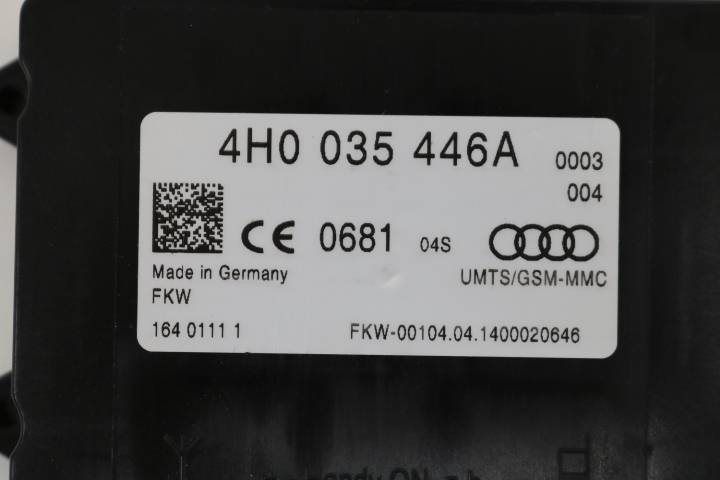 4H0 035 446A 0003
004
CE 0681 04S
Made in Germany UMTS/GSM-MMC
FKW
164 0111 1 FKW-00104.04.1400020646